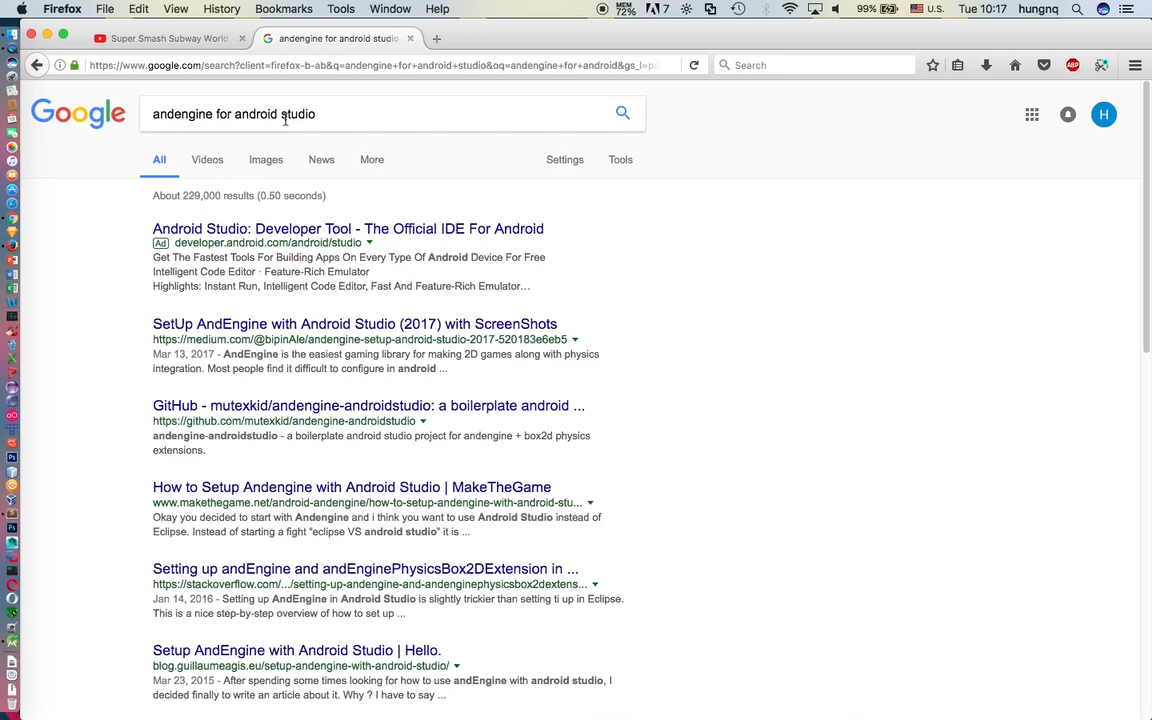 Firefox File Edit View History Bookmarks Tools Window Help MEM 72% 7 99% U.S. Tue 10:17 hungnq
Super Smash Subway World - andengine for android studio
https://www.google.com/search?client=firefox-b-ab&q=andengine+for+android+studio&oq=andengine+for+android&gs_l=ps Search ABP
Google andengine for android studio H
All Videos Images News More Settings Tools
About 229,000 results (0.50 seconds)
Android Studio: Developer Tool - The Official IDE For Android
Ad developer.android.com/android/studio
Get The Fastest Tools For Building Apps On Every Type Of Android Device For Free
Intelligent Code Editor · Feature-Rich Emulator
Highlights: Instant Run, Intelligent Code Editor, Fast And Feature-Rich Emulator…
SetUp AndEngine with Android Studio (2017) with ScreenShots
https://medium.com/@bipinAle/andengine-setup-android-studio-2017-520183e6eb5
Mar 13, 2017 - AndEngine is the easiest gaming library for making 2D games along with physics
integration. Most people find it difficult to configure in android ...
GitHub - mutexkid/andengine-androidstudio: a boilerplate android ...
https://github.com/mutexkid/andengine-androidstudio
andengine-androidstudio - a boilerplate android studio project for andengine + box2d physics
extensions.
How to Setup Andengine with Android Studio | MakeTheGame
www.makethegame.net/android-andengine/how-to-setup-andengine-with-android-stu...
Okay you decided to start with Andengine and i think you want to use Android Studio instead of
Eclipse. Instead of starting a fight “eclipse VS android studio” it is ...
Setting up andEngine and andEnginePhysicsBox2DExtension in ...
https://stackoverflow.com/.../setting-up-andengine-and-andenginephysicsbox2dextens...
Jan 14, 2016 - Setting up AndEngine in Android Studio is slightly trickier than setting ti up in Eclipse.
This is a nice step-by-step overview of how to set up ...
Setup AndEngine with Android Studio | Hello.
blog.guillaumeagis.eu/setup-andengine-with-android-studio/
Mar 23, 2015 - After spending some times looking for how to use andEngine with android studio, I
decided finally to write an article about it. Why ? I have to say ...